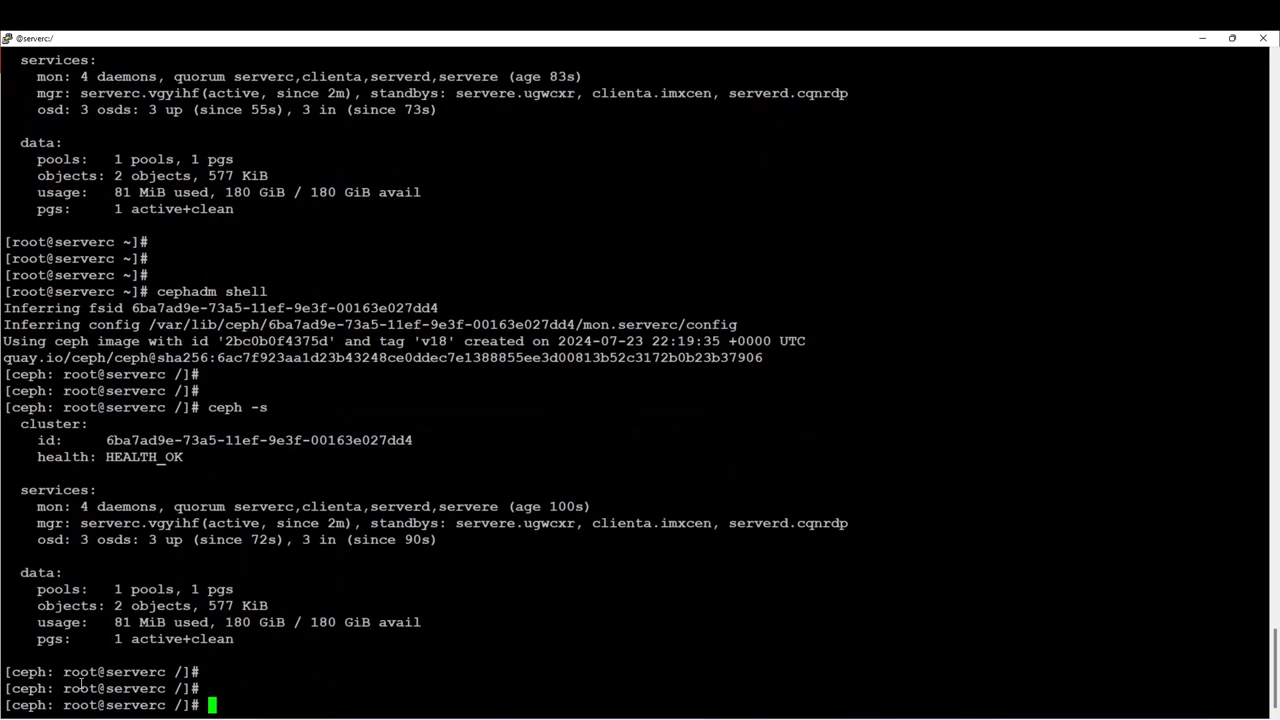 @serverc:/
services:
mon: 4 daemons, quorum serverc,clienta,serverd,servere (age 83s)
mgr: serverc.vgyihf(active, since 2m), standbys: servere.ugwcxr, clienta.imxcen, serverd.cqnrdp
osd: 3 osds: 3 up (since 55s), 3 in (since 73s)
data:
pools:   1 pools, 1 pgs
objects: 2 objects, 577 KiB
usage:   81 MiB used, 180 GiB / 180 GiB avail
pgs:     1 active+clean
[root@serverc ~]#
[root@serverc ~]#
[root@serverc ~]#
[root@serverc ~]# cephadm shell
Inferring fsid 6ba7ad9e-73a5-11ef-9e3f-00163e027dd4
Inferring config /var/lib/ceph/6ba7ad9e-73a5-11ef-9e3f-00163e027dd4/mon.serverc/config
Using ceph image with id '2bc0b0f4375d' and tag 'v18' created on 2024-07-23 22:19:35 +0000 UTC
quay.io/ceph/ceph@sha256:6ac7f923aa1d23b43248ce0ddec7e1388855ee3d00813b52c3172b0b23b37906
[ceph: root@serverc /]#
[ceph: root@serverc /]#
[ceph: root@serverc /]# ceph -s
cluster:
id:     6ba7ad9e-73a5-11ef-9e3f-00163e027dd4
health: HEALTH_OK
services:
mon: 4 daemons, quorum serverc,clienta,serverd,servere (age 100s)
mgr: serverc.vgyihf(active, since 2m), standbys: servere.ugwcxr, clienta.imxcen, serverd.cqnrdp
osd: 3 osds: 3 up (since 72s), 3 in (since 90s)
data:
pools:   1 pools, 1 pgs
objects: 2 objects, 577 KiB
usage:   81 MiB used, 180 GiB / 180 GiB avail
pgs:     1 active+clean
[ceph: root@serverc /]#
[ceph: root@serverc /]#
[ceph: root@serverc /]#